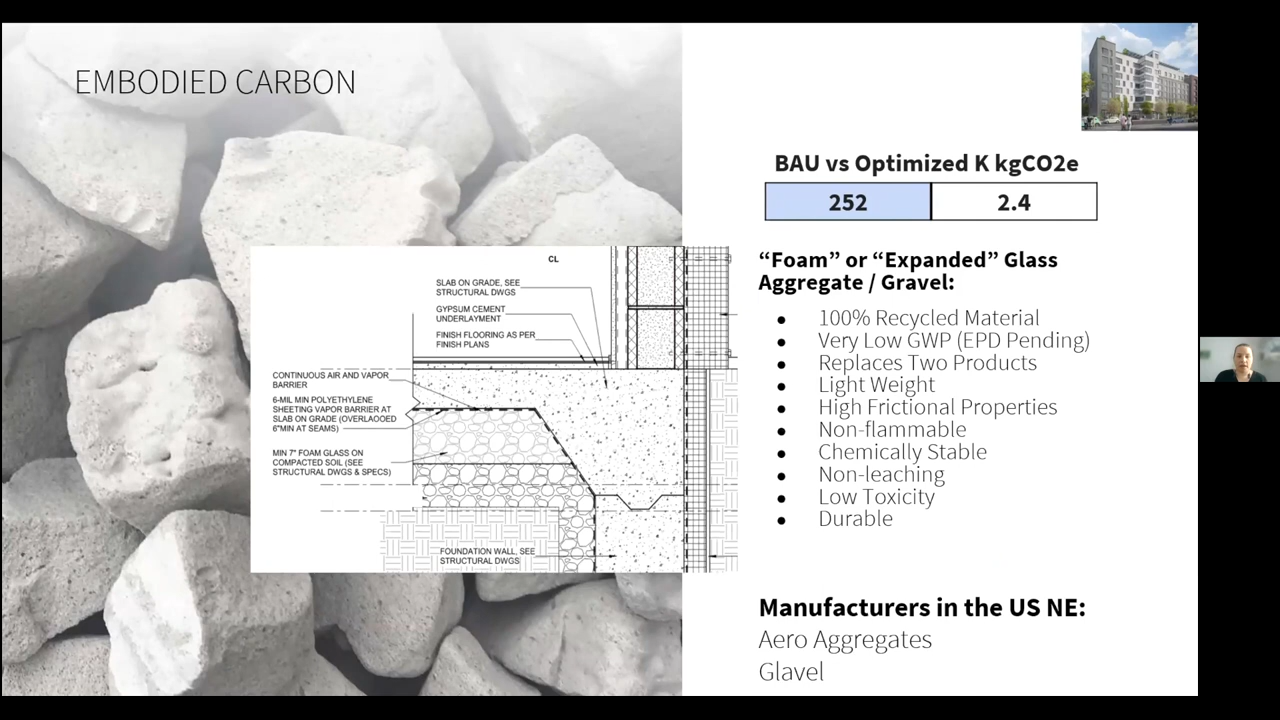 EMBODIED CARBON
BAU vs Optimized K kgCO2e
252 2.4
“Foam” or “Expanded” Glass
Aggregate / Gravel:
● 100% Recycled Material
● Very Low GWP (EPD Pending)
● Replaces Two Products
● Light Weight
● High Frictional Properties
● Non-flammable
● Chemically Stable
● Non-leaching
● Low Toxicity
● Durable
Manufacturers in the US NE:
Aero Aggregates
Glavel
CL
SLAB ON GRADE, SEE
STRUCTURAL DWGS
GYPSUM CEMENT
UNDERLAYMENT
FINISH FLOORING AS PER
FINISH PLANS
CONTINUOUS AIR AND VAPOR
BARRIER
6-MIL MIN POLYETHYLENE
SHEETING VAPOR BARRIER AT
SLAB ON GRADE (OVERLAOOED
6"MIN AT SEAMS)
MIN 7" FOAM GLASS ON
COMPACTED SOIL (SEE
STRUCTURAL DWGS & SPECS)
FOUNDATION WALL, SEE
STRUCTURAL DWGS